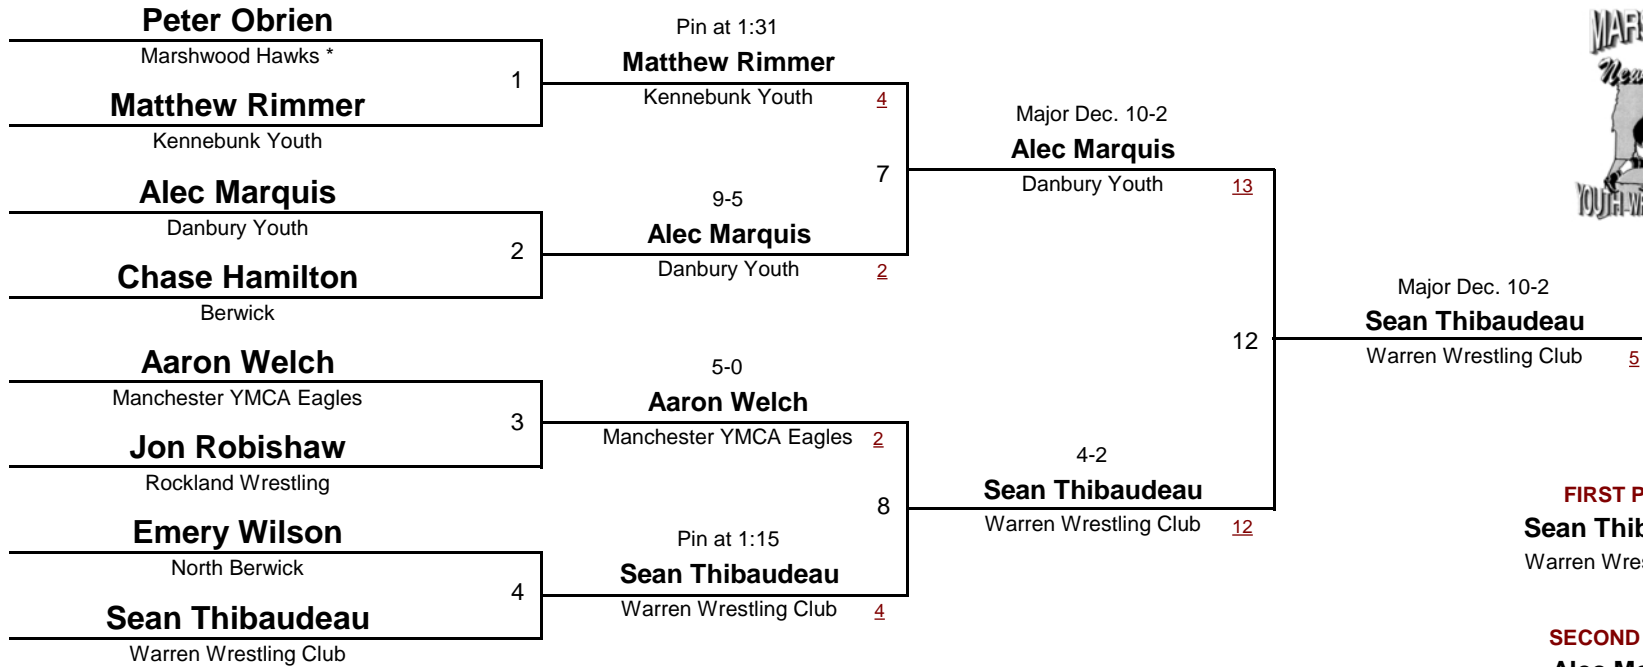 Peter Obrien
Marshwood Hawks *
1
Matthew Rimmer
Kennebunk Youth
Alec Marquis
Danbury Youth
2
Chase Hamilton
Berwick
Aaron Welch
Manchester YMCA Eagles
3
Jon Robishaw
Rockland Wrestling
Emery Wilson
North Berwick
4
Sean Thibaudeau
Warren Wrestling Club
Pin at 1:31
Matthew Rimmer
Kennebunk Youth 4
7
9-5
Alec Marquis
Danbury Youth 2
5-0
Aaron Welch
Manchester YMCA Eagles 2
8
Pin at 1:15
Sean Thibaudeau
Warren Wrestling Club 4
Major Dec. 10-2
Alec Marquis
Danbury Youth 13
12
4-2
Sean Thibaudeau
Warren Wrestling Club 12
Major Dec. 10-2
Sean Thibaudeau
Warren Wrestling Club 5
FIRST
Sean
Warren
SECOND
Alec
YOUTH